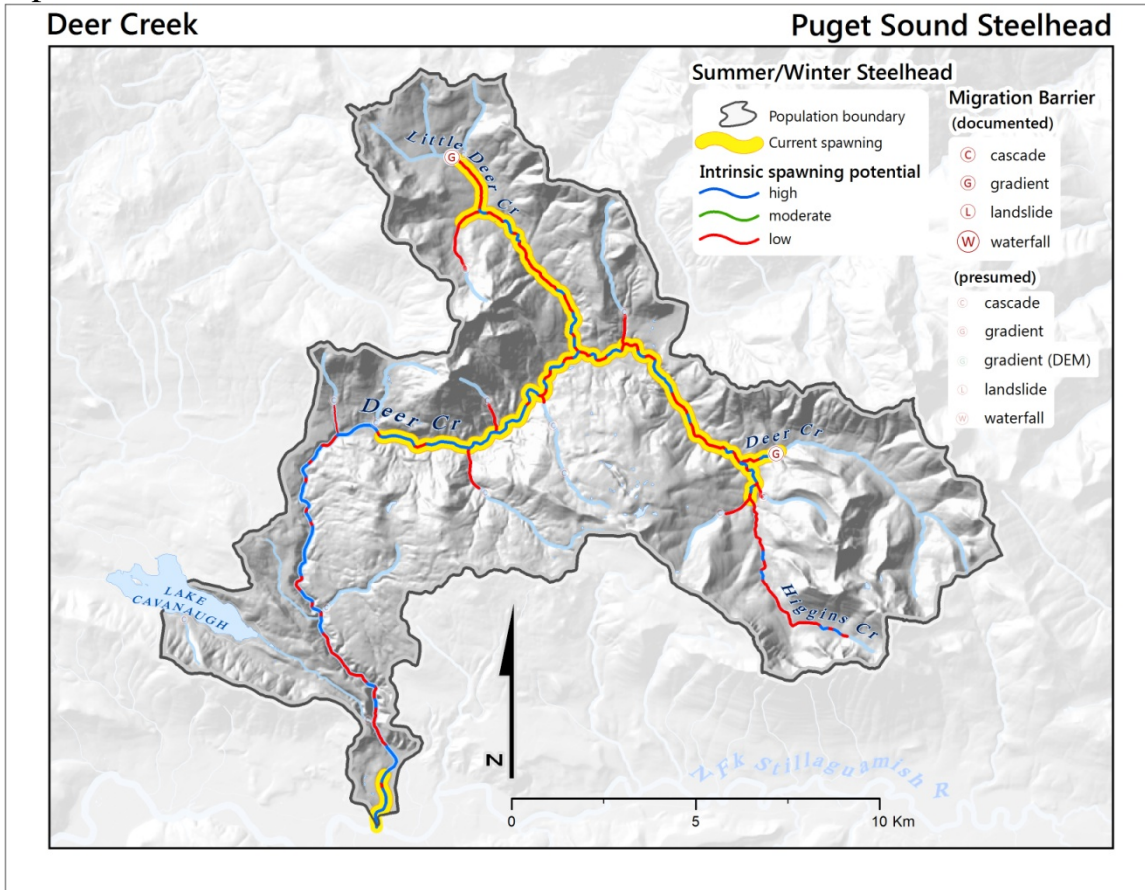 Deer Creek
Puget Sound Steelhead
Summer/Winter Steelhead
Population boundary
Current spawning
Intrinsic spawning potential
high
moderate
low
Migration Barrier
(documented)
C cascade
G gradient
L landslide
W waterfall
(presumed)
C cascade
G gradient
G gradient (DEM)
L landslide
W waterfall
Little Deer Cr
G
Deer Cr
Deer Cr
G
Higgins Cr
LAKE
CAVANAUGH
N Fk Stillaguamish R
N
0
5
10 Km